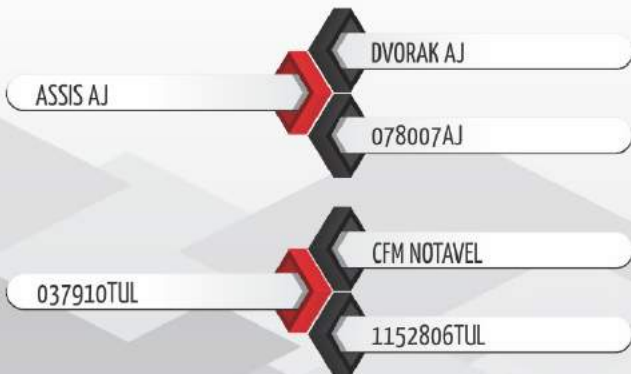 DVORAK AJ
ASSIS AJ
078007AJ
CFM NOTAVEL
037910TUL
1152806TUL